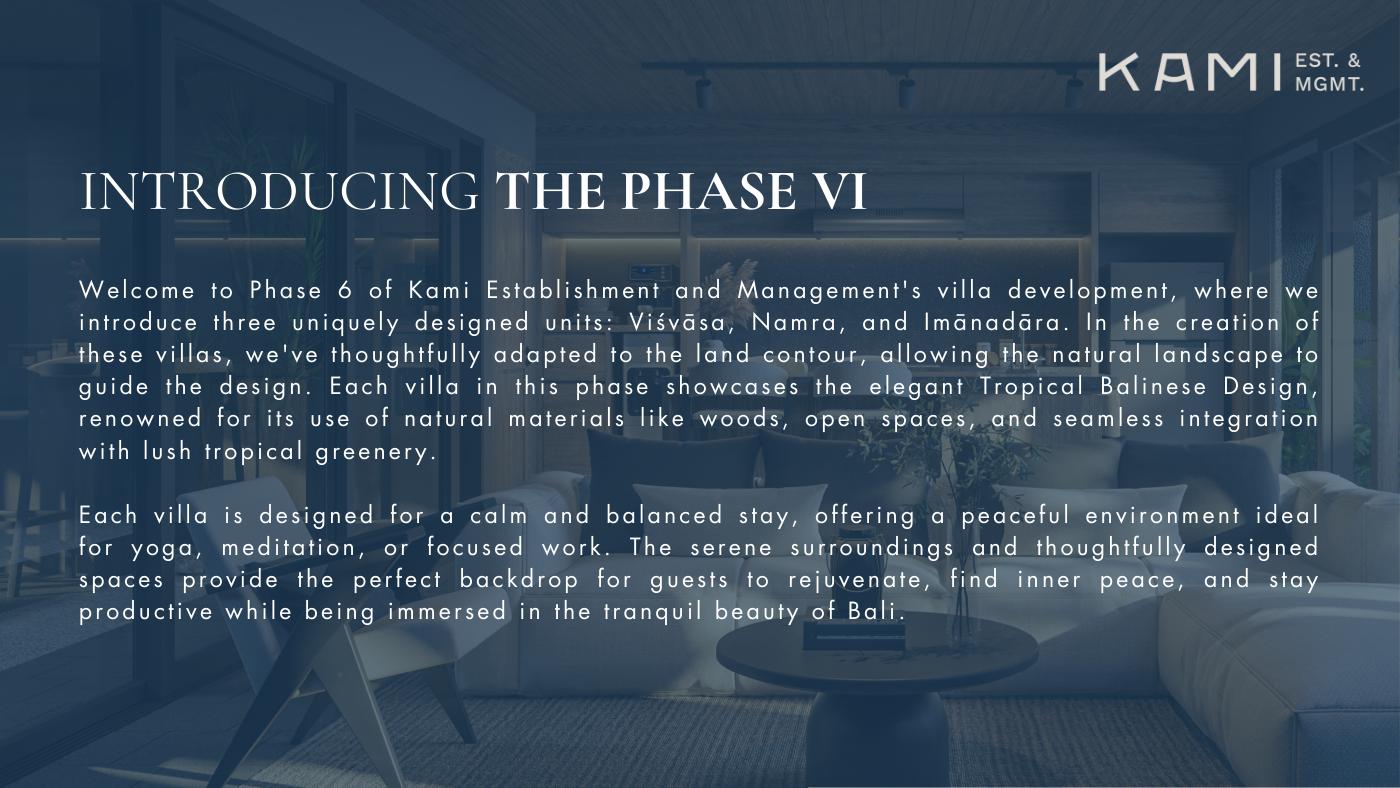 KAMI EST. & MGMT.
INTRODUCING THE PHASE VI
Welcome to Phase 6 of Kami Establishment and Management's villa development, where we
introduce three uniquely designed units: Viśvāsa, Namra, and Imānadāra. In the creation of
these villas, we've thoughtfully adapted to the land contour, allowing the natural landscape to
guide the design. Each villa in this phase showcases the elegant Tropical Balinese Design,
renowned for its use of natural materials like woods, open spaces, and seamless integration
with lush tropical greenery.
Each villa is designed for a calm and balanced stay, offering a peaceful environment ideal
for yoga, meditation, or focused work. The serene surroundings and thoughtfully designed
spaces provide the perfect backdrop for guests to rejuvenate, find inner peace, and stay
productive while being immersed in the tranquil beauty of Bali.